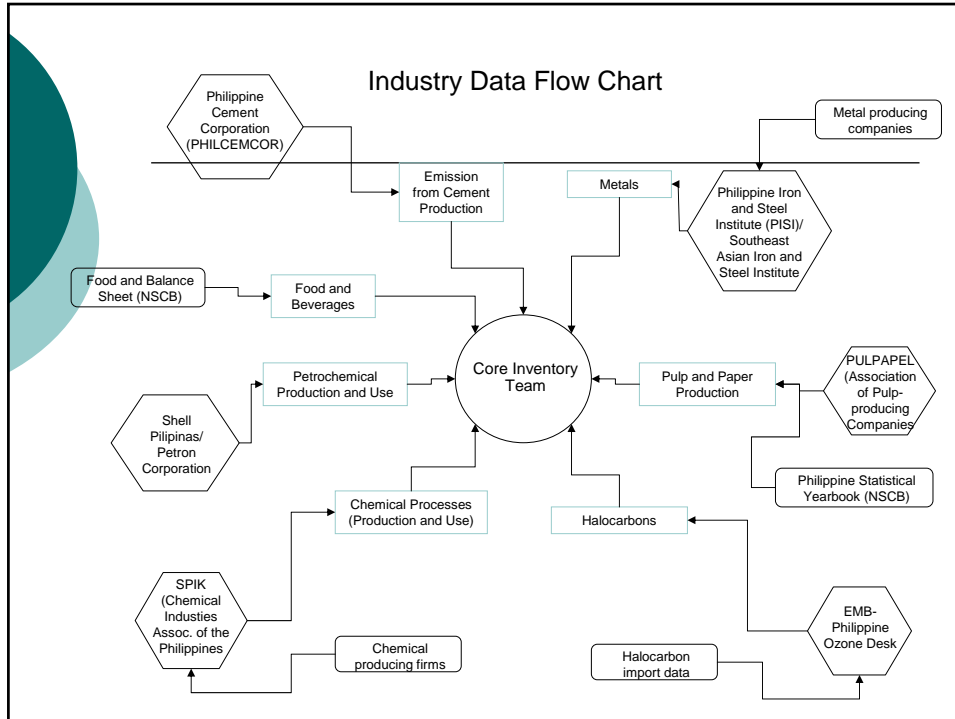 Industry Data Flow Chart
Philippine
Cement
Corporation
(PHILCEMCOR)
Metal producing
companies
Emission
from Cement
Production
Metals
Philippine Iron
and Steel
Institute (PISI)/
Southeast
Asian Iron and
Steel Institute
Food and Balance
Sheet (NSCB)
Food and
Beverages
Core Inventory
Team
Petrochemical
Production and Use
Pulp and Paper
Production
PULPAPEL
(Association
of Pulp-
producing
Companies
Shell
Pilipinas/
Petron
Corporation
Philippine Statistical
Yearbook (NSCB)
Chemical Processes
(Production and Use)
Halocarbons
SPIK
(Chemical
Industies
Assoc. of the
Philippines
EMB-
Philippine
Ozone Desk
Chemical
producing firms
Halocarbon
import data